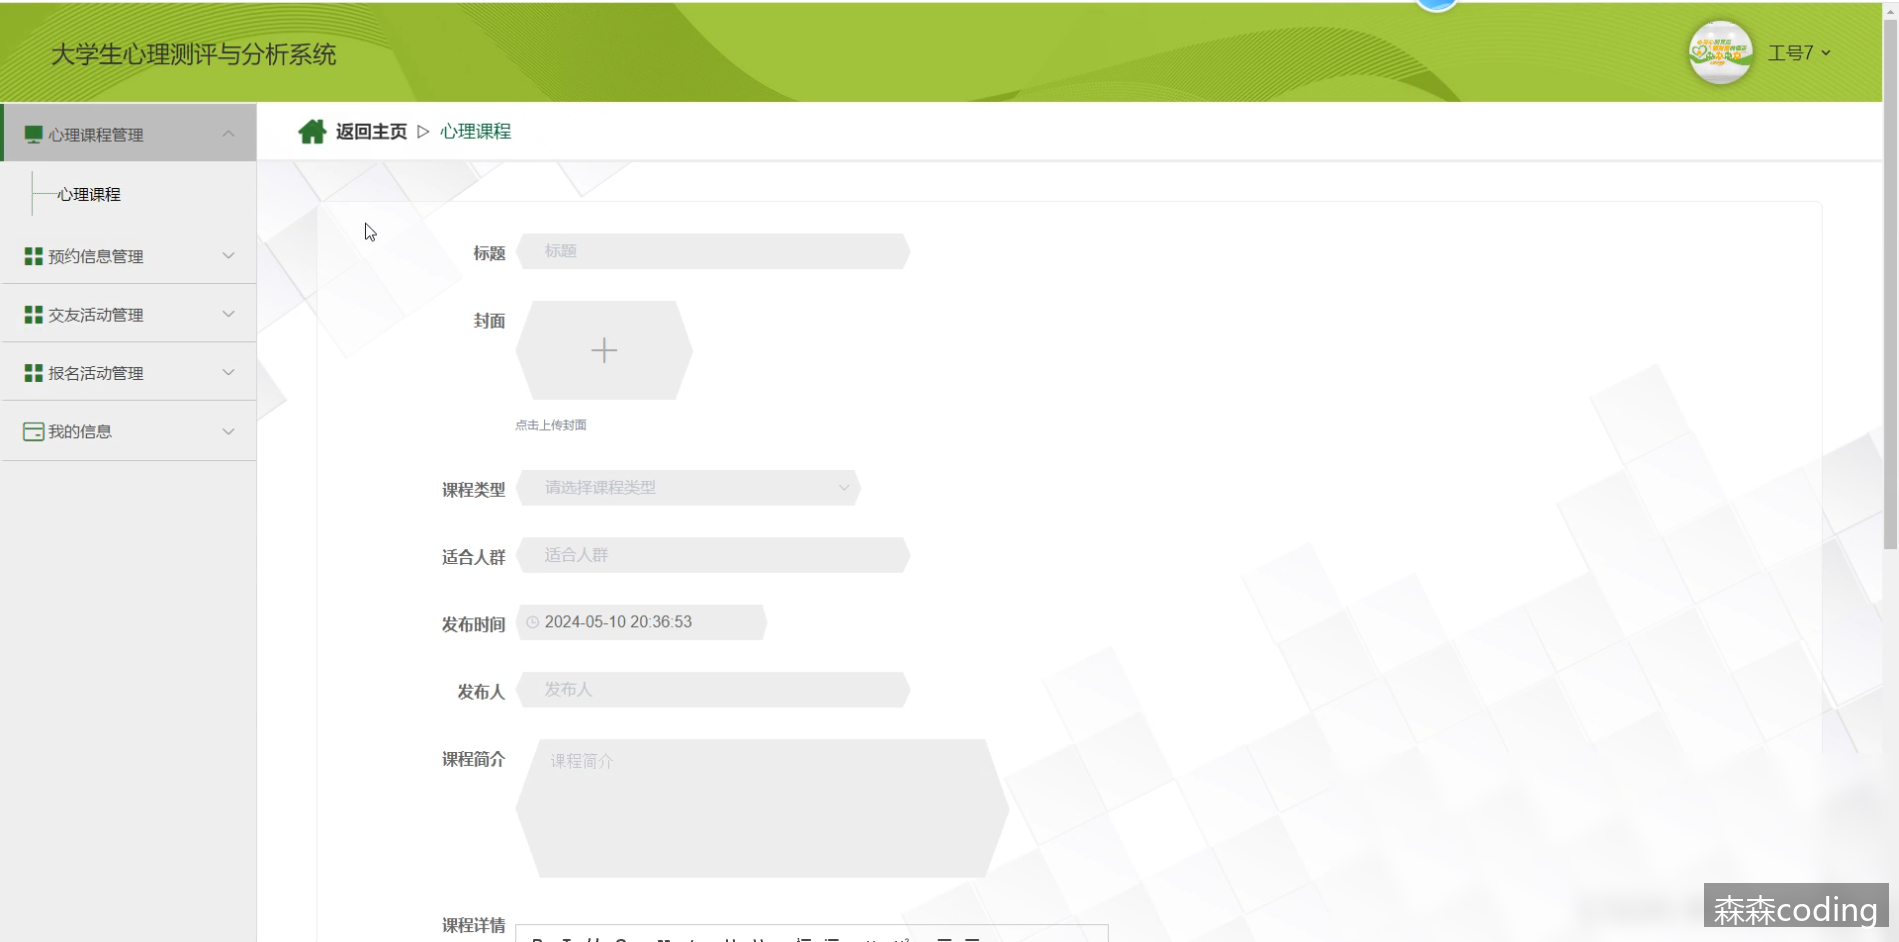 大学生心理测评与分析系统
工号7
心理课程管理
返回主页 ▷ 心理课程
心理课程
预约信息管理
交友活动管理
报名活动管理
我的信息
标题 标题
封面
点击上传封面
课程类型 请选择课程类型
适合人群 适合人群
发布时间 2024-05-10 20:36:53
发布人 发布人
课程简介 课程简介
课程详情
森森coding